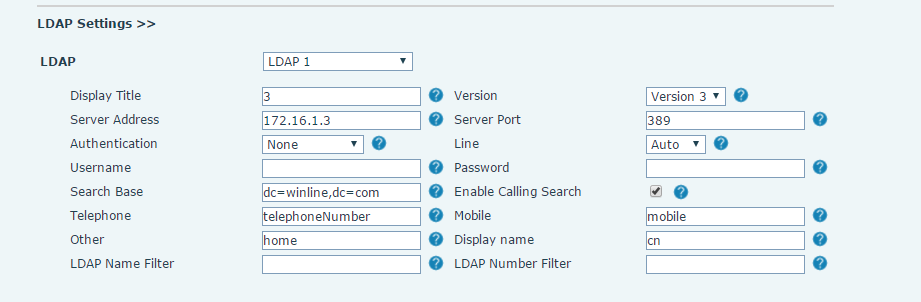 LDAP Settings >>
LDAP LDAP 1
Display Title 3 Version Version 3
Server Address 172.16.1.3 Server Port 389
Authentication None Line Auto
Username Password
Search Base dc=winline,dc=com Enable Calling Search
Telephone telephoneNumber Mobile mobile
Other home Display name cn
LDAP Name Filter LDAP Number Filter